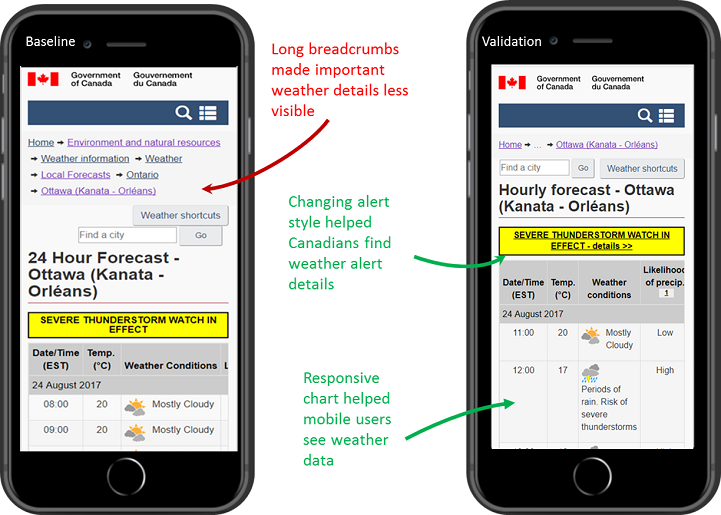 Baseline
Government of Canada
Gouvernement du Canada
Home → Environment and natural resources
→ Weather information → Weather
→ Local Forecasts → Ontario
→ Ottawa (Kanata - Orléans)
Weather shortcuts
Find a city
Go
24 Hour Forecast -
Ottawa (Kanata -
Orléans)
SEVERE THUNDERSTORM WATCH IN
EFFECT
Date/Time (EST)
Temp. (°C)
Weather Conditions
24 August 2017
08:00 20 Mostly Cloudy
09:00 20 Mostly Cloudy
Long breadcrumbs
made important
weather details less
visible
Changing alert
style helped
Canadians find
weather alert
details
Responsive
chart helped
mobile users
see weather
data
Validation
Government of Canada
Gouvernement du Canada
Home → ... → Ottawa (Kanata - Orléans)
Find a city
Go
Weather shortcuts
Hourly forecast - Ottawa
(Kanata - Orléans)
SEVERE THUNDERSTORM WATCH IN
EFFECT - details >>
Date/Time (EST)
Temp. (°C)
Weather conditions
Likelihood of precip. 1
24 August 2017
11:00 20 Mostly Cloudy Low
12:00 17 Periods of rain. Risk of severe thunderstorms High